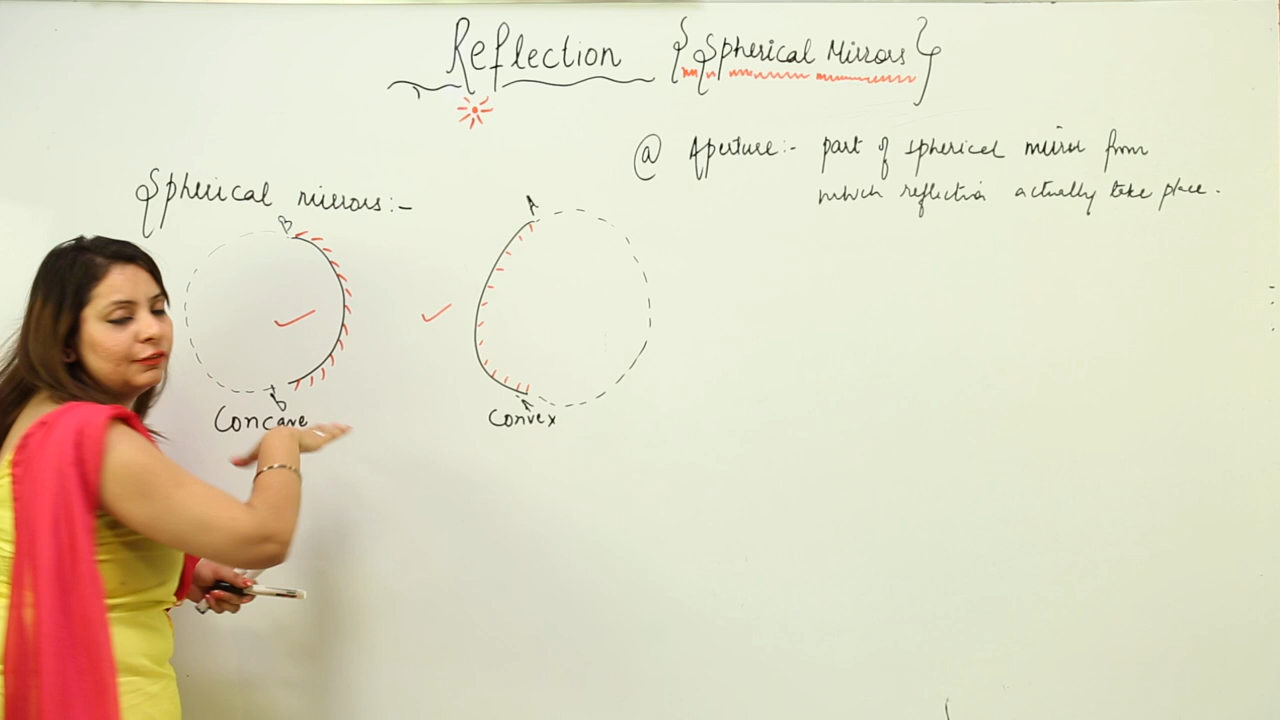 Reflection { Spherical Mirrors }
@ Aperture:- part of spherical mirror from
which reflection actually take place.
Spherical mirrors:-
B
A
B
A
Concave
Convex